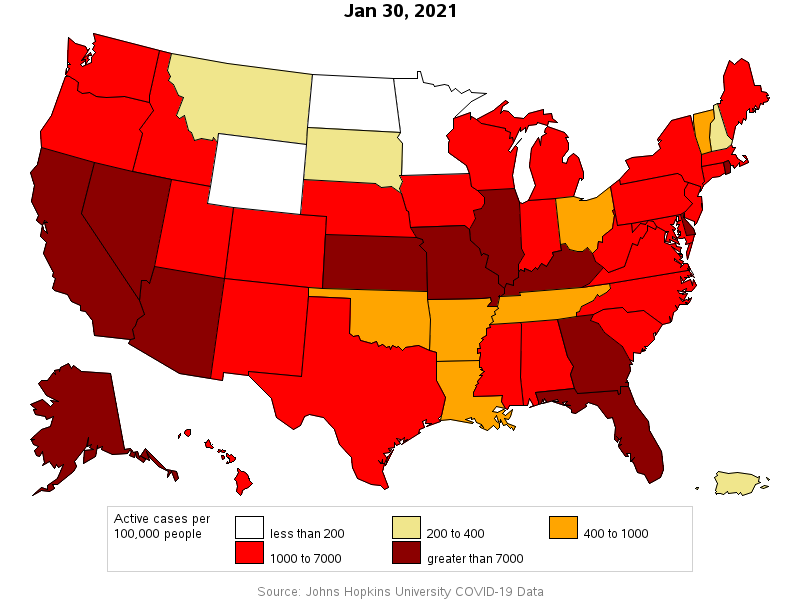 Jan 30, 2021
Active cases per
100,000 people
less than 200
200 to 400
400 to 1000
1000 to 7000
greater than 7000
Source: Johns Hopkins University COVID-19 Data